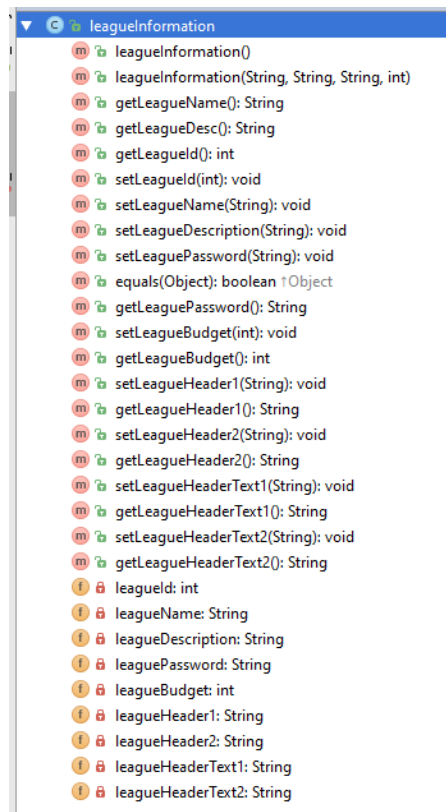 leagueInformation
leagueInformation()
leagueInformation(String, String, String, int)
getLeagueName(): String
getLeagueDesc(): String
getLeagueId(): int
setLeagueId(int): void
setLeagueName(String): void
setLeagueDescription(String): void
setLeaguePassword(String): void
equals(Object): boolean ↑Object
getLeaguePassword(): String
setLeagueBudget(int): void
getLeagueBudget(): int
setLeagueHeader1(String): void
getLeagueHeader1(): String
setLeagueHeader2(String): void
getLeagueHeader2(): String
setLeagueHeaderText1(String): void
getLeagueHeaderText1(): String
setLeagueHeaderText2(String): void
getLeagueHeaderText2(): String
leagueId: int
leagueName: String
leagueDescription: String
leaguePassword: String
leagueBudget: int
leagueHeader1: String
leagueHeader2: String
leagueHeaderText1: String
leagueHeaderText2: String